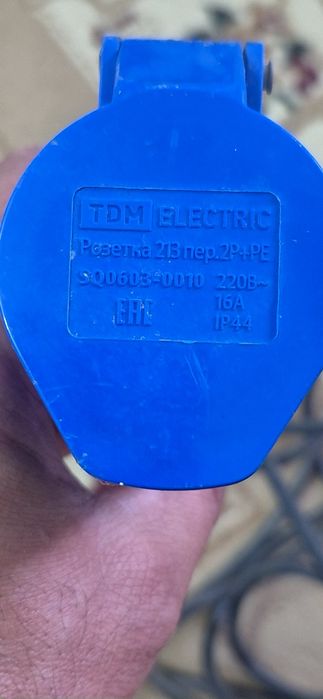 TDM ELECTRIC
Розетка 213 пер.2P+PE
SQ0603-0010 220В~
16А
EAC IP44